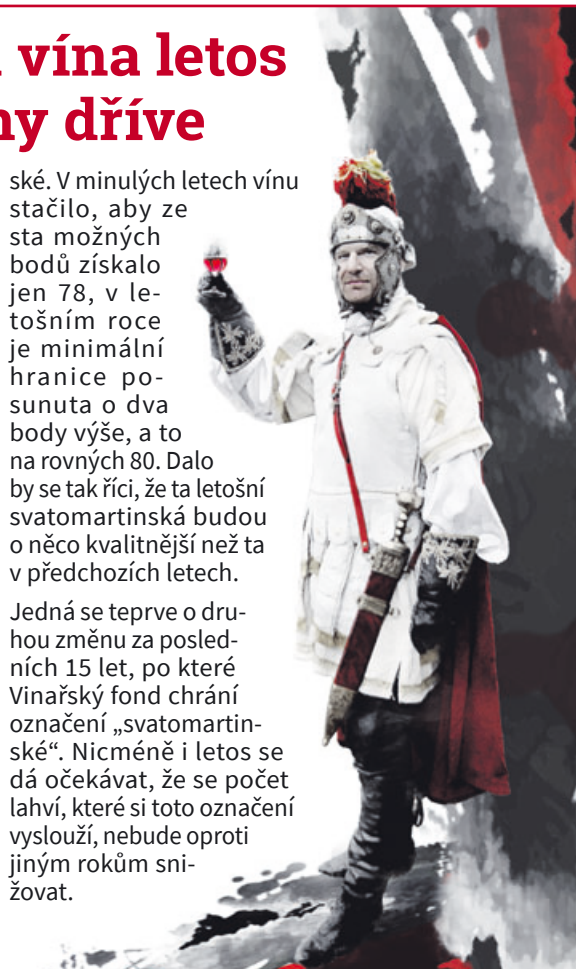 vína letos
ny dříve
ské. V minulých letech vínu
stačilo, aby ze
sta možných
bodů získalo
jen 78, v le-
tošním roce
je minimální
hranice po-
sunuta o dva
body výše, a to
na rovných 80. Dalo
by se tak říci, že ta letošní
svatomartinská budou
o něco kvalitnější než ta
v předchozích letech.
Jedná se teprve o dru-
hou změnu za posled-
ních 15 let, po které
Vinařský fond chrání
označení „svatomartin-
ské“. Nicméně i letos se
dá očekávat, že se počet
lahví, které si toto označení
vyslouží, nebude oproti
jiným rokům sni-
žovat.